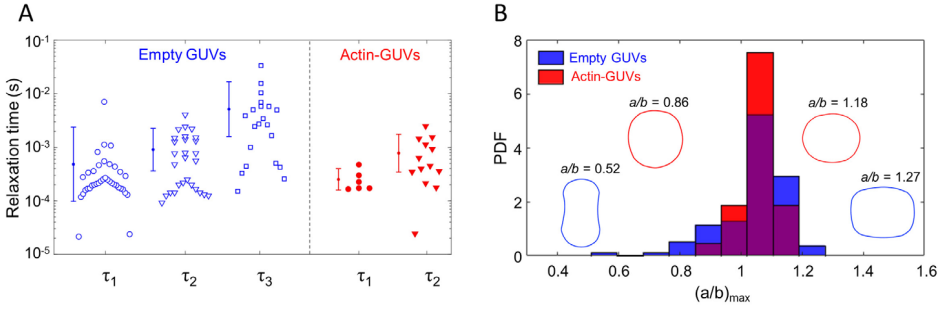 A
Empty GUVs
Actin-GUVs
Relaxation time (s)
10⁻¹
10⁻²
10⁻³
10⁻⁴
10⁻⁵
τ₁
τ₂
τ₃
τ₁
τ₂
B
Empty GUVs
Actin-GUVs
PDF
8
6
4
2
0
a/b = 0.86
a/b = 1.18
a/b = 0.52
a/b = 1.27
0.4
0.6
0.8
1
1.2
1.4
1.6
(a/b)max